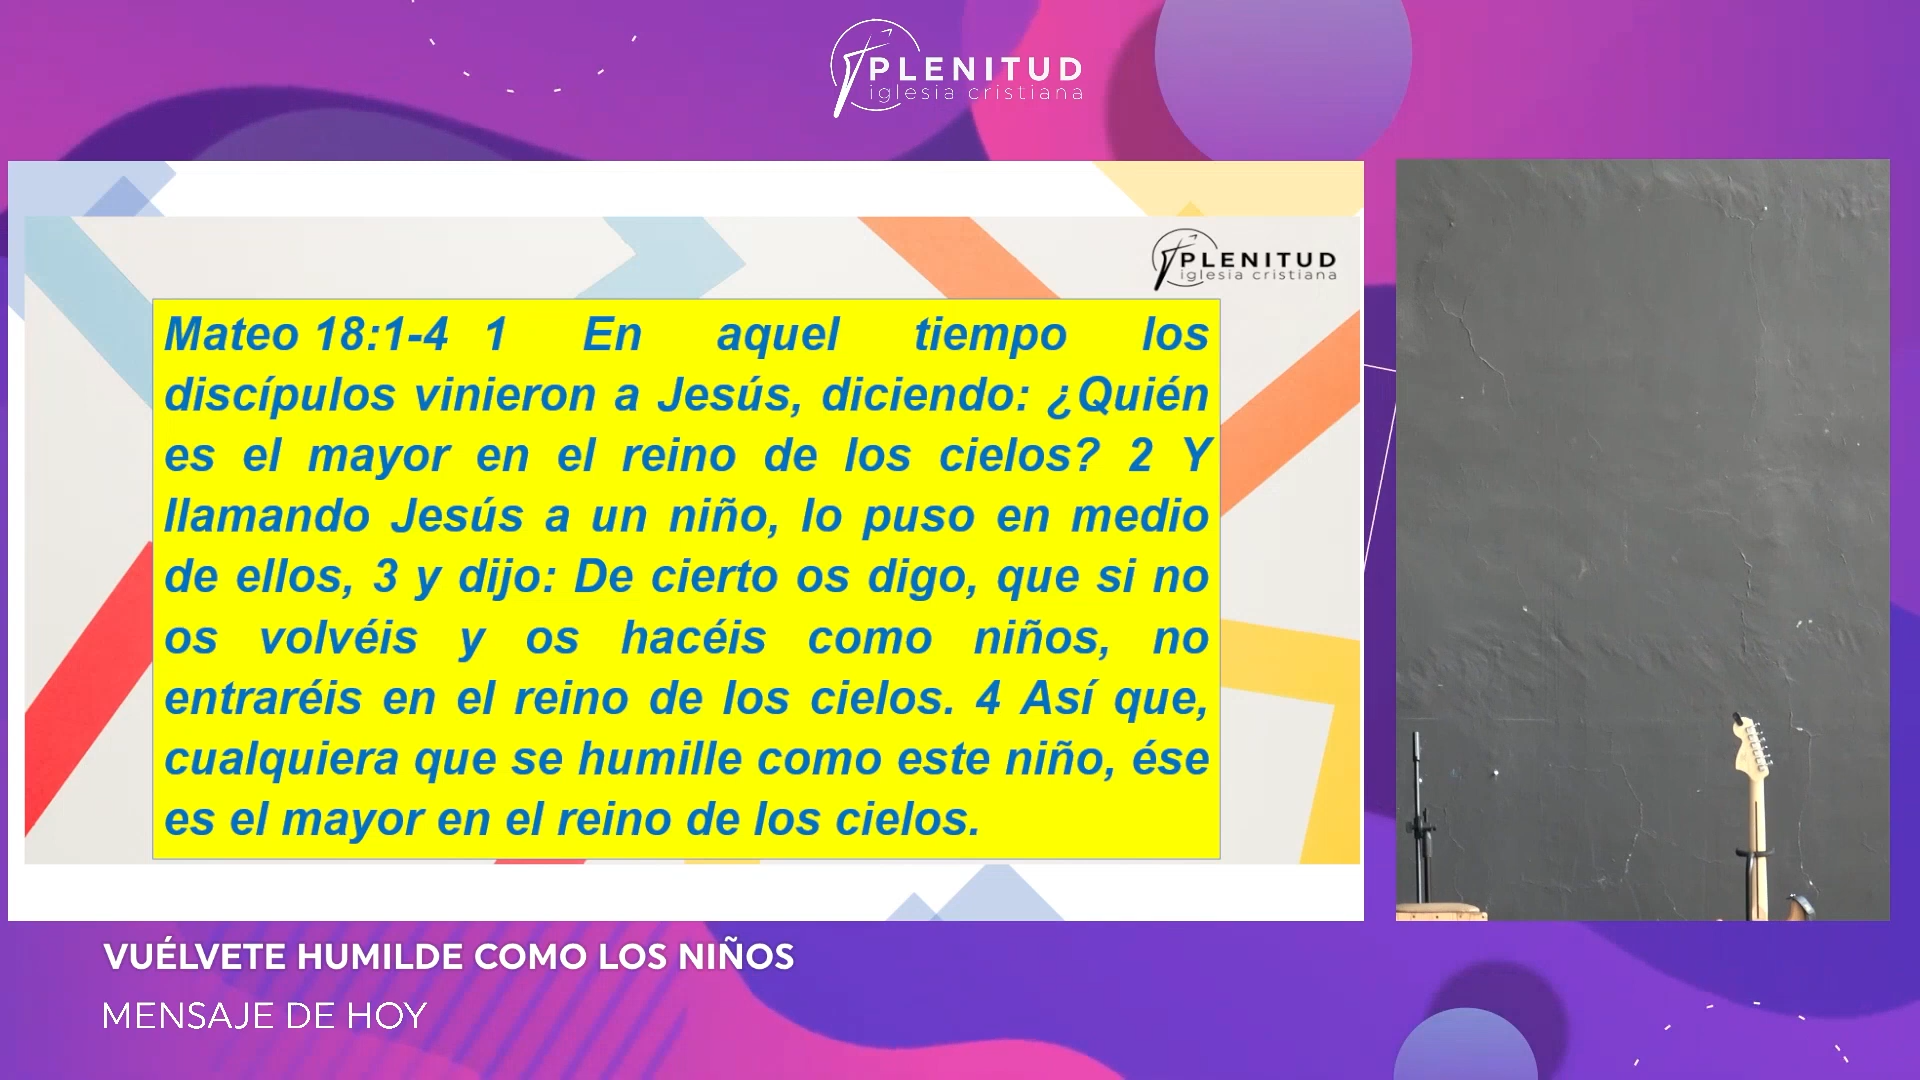 PLENITUD
iglesia cristiana
PLENITUD
iglesia cristiana
Mateo 18:1-4 1 En aquel tiempo los
discípulos vinieron a Jesús, diciendo: ¿Quién
es el mayor en el reino de los cielos? 2 Y
llamando Jesús a un niño, lo puso en medio
de ellos, 3 y dijo: De cierto os digo, que si no
os volvéis y os hacéis como niños, no
entraréis en el reino de los cielos. 4 Así que,
cualquiera que se humille como este niño, ése
es el mayor en el reino de los cielos.
VUÉLVETE HUMILDE COMO LOS NIÑOS
MENSAJE DE HOY